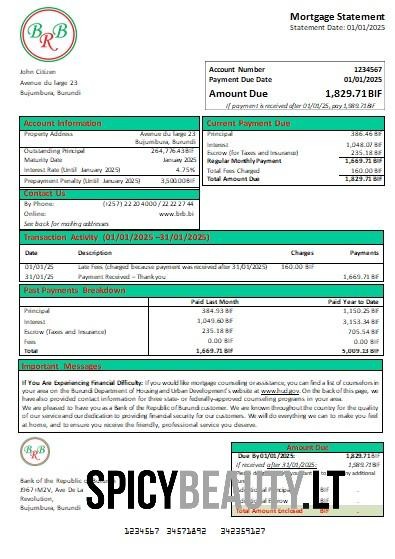 BRB
Mortgage Statement
Statement Date: 01/01/2025
John Citizen
Avenue du large 23
Bujumbura, Burundi
Account Number 1234567
Payment Due Date 01/01/2025
Amount Due 1,829.71 BIF
If payment is received after 01/01/25, pay 1,989.71BIF
Account Information
Property Address Avenue du large 23
Bujumbura, Burundi
Outstanding Principal 264,776.43BIF
Maturity Date January 2025
Interest Rate (Until January 2025) 4.75%
Prepayment Penalty (Until January 2025) 3,500.00BIF
Contact Us
By Phone: (+257) 22 20 4000 / 22 22 27 44
Online: www.brb.bi
See back for mailing addresses
Current Payment Due
Principal 386.46 BIF
Interest 1,048.07 BIF
Escrow (for Taxes and Insurance) 235.18 BIF
Regular Monthly Payment 1,669.71 BIF
Total Fees Charged 160.00 BIF
Total Amount Due 1,829.71 BIF
Transaction Activity (01/01/2025 –31/01/2025)
Date Description Charges Payments
01/01/25 Late Fees (charged because payment was received after 31/01/2025) 160.00 BIF
31/01/25 Payment Received – Thank you 1,669.71 BIF
Past Payments Breakdown
Paid Last Month Paid Year to Date
Principal 384.93 BIF 1,150.25 BIF
Interest 1,049.60 BIF 3,153.34 BIF
Escrow (Taxes and Insurance) 235.18 BIF 705.54 BIF
Fees 0.00 BIF 0.00 BIF
Total 1,669.71 BIF 5,009.13 BIF
Important Messages
If You Are Experiencing Financial Difficulty: If you would like mortgage counseling or assistance, you can find a list of counselors in
your area on the Burundi Department of Housing and Urban Development's website at www.hud.gov. On the back of this page, we
have also provided contact information for three state- or federally-approved counseling programs in your area.
We are pleased to have you as a Bank of the Republic of Burundi customer. We are known throughout the country for the quality
of our service and our dedication to providing financial security for our customers. We will do everything we can to make you feel
at home, and to ensure you receive the friendly, professional service you deserve.
BRB
Bank of the Republic of Bu
J967+M2V, Ave De La
Revolution,
Bujumbura, Burundi
Amount Due
Due By 01/01/2025: 1,829.71 BIF
If received after 31/01/2025: 1,989.71BIF
Additional Principal BIF
Additional Escrow BIF
Total Amount Enclosed BIF
SPICYBEAUTY.LT
1234567 34571892 342359127